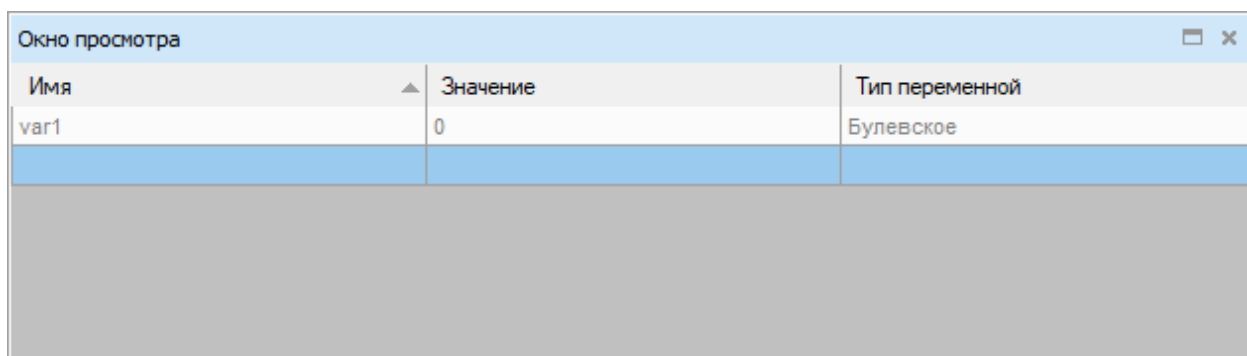 Окно просмотра
Имя Значение Тип переменной
var1 0 Булевское